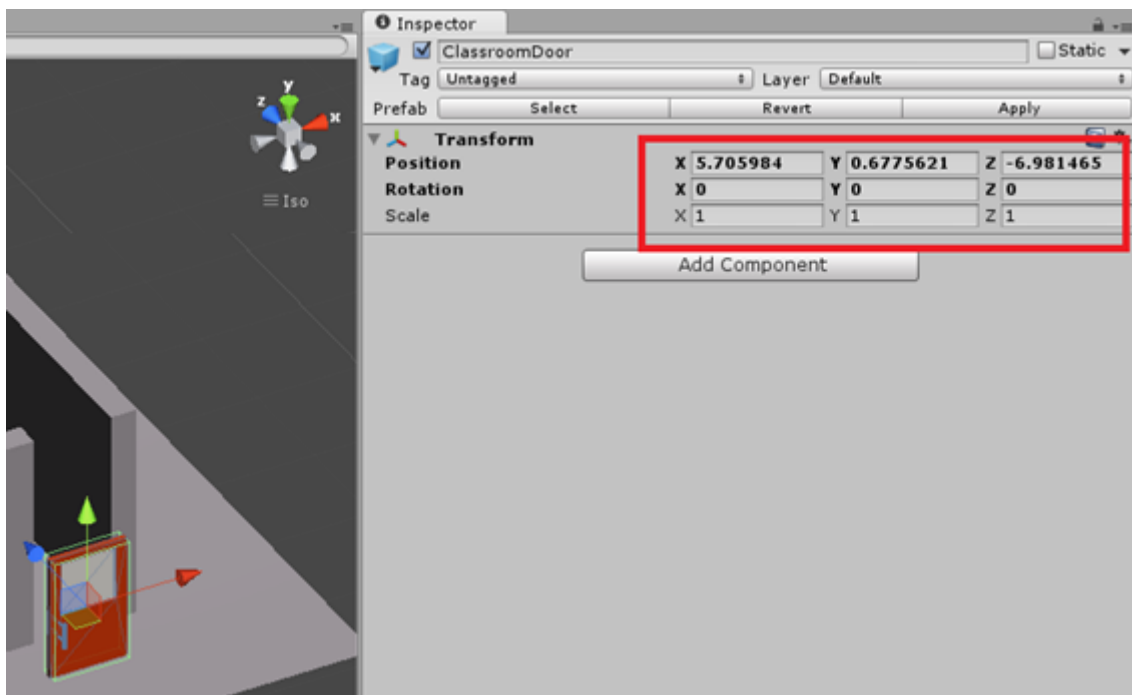 Inspector
ClassroomDoor Static
Tag Untagged Layer Default
Prefab Select Revert Apply
y
z x
Transform
Position X 5.705984 Y 0.6775621 Z -6.981465
Rotation X 0 Y 0 Z 0
Iso
Scale X 1 Y 1 Z 1
Add Component